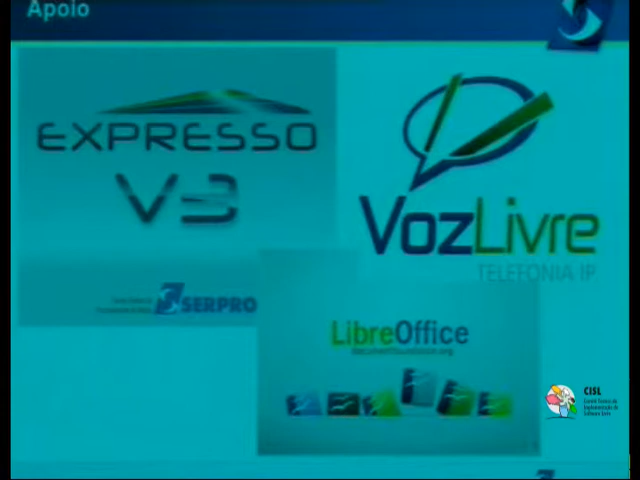 Apoio
EXPRESSO
V3
SERPRO
VozLivre
TELEFONIA IP
LibreOffice
CISL